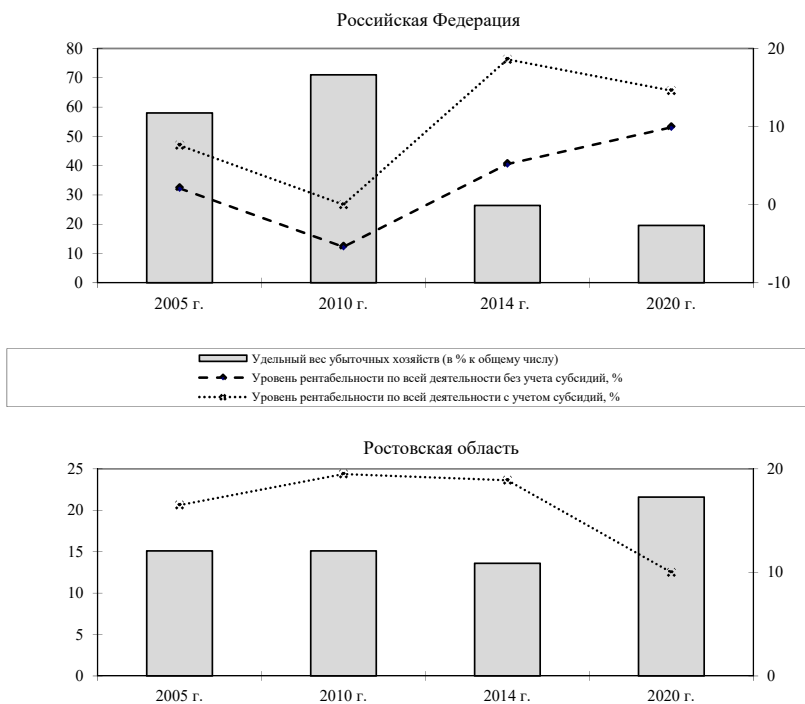 Российская Федерация
80
70
60
50
40
30
20
10
0
20
10
0
-10
2005 г.
2010 г.
2014 г.
2020 г.
Удельный вес убыточных хозяйств (в % к общему числу)
Уровень рентабельности по всей деятельности без учета субсидий, %
Уровень рентабельности по всей деятельности с учетом субсидий, %
Ростовская область
25
20
15
10
5
0
20
10
0
2005 г.
2010 г.
2014 г.
2020 г.